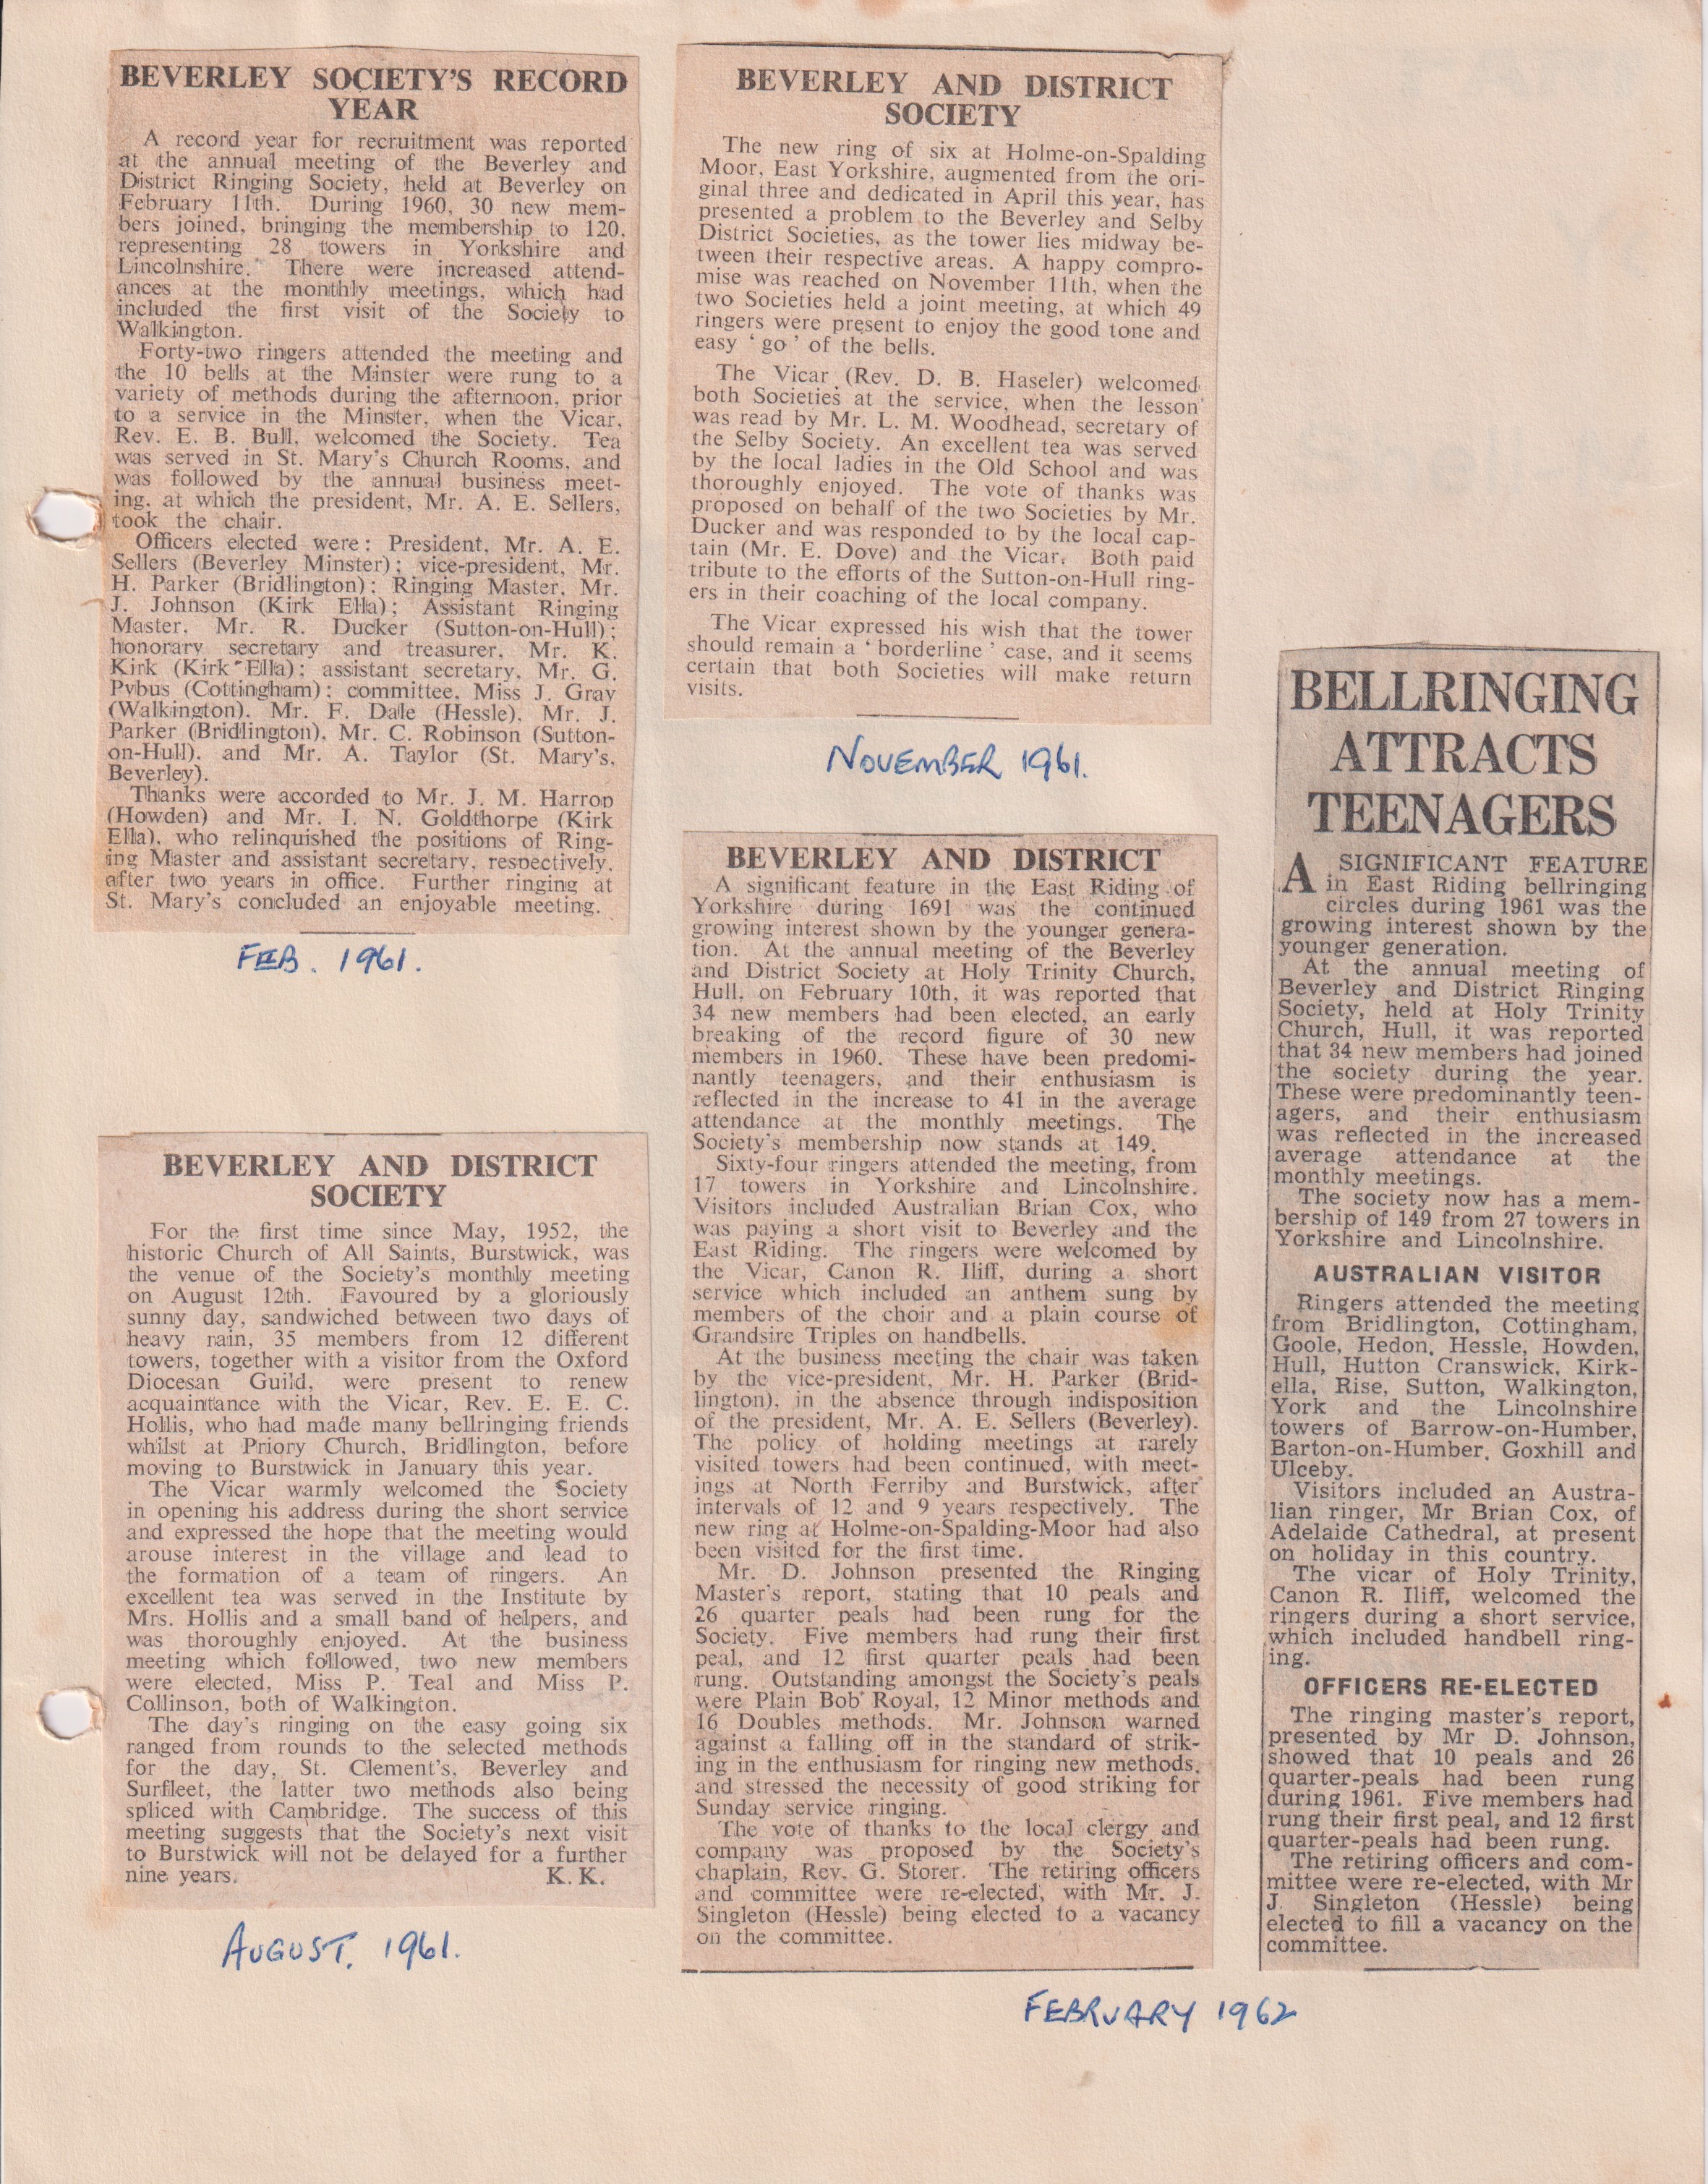 BEVERLEY SOCIETY'S RECORD
YEAR
A record year for recruitment was reported
at the annual meeting of the Beverley and
District Ringing Society, held at Beverley on
February 11th. During 1960, 30 new mem-
bers joined, bringing the membership to 120,
representing 28 towers in Yorkshire and
Lincolnshire. There were increased attend-
ances at the monthly meetings, which had
included the first visit of the Society to
Walkington.
Forty-two ringers attended the meeting and
the 10 bells at the Minster were rung to a
variety of methods during the afternoon, prior
to a service in the Minster, when the Vicar,
Rev. E. B. Bull, welcomed the Society. Tea
was served in St. Mary's Church Rooms, and
was followed by the annual business meet-
ing, at which the president, Mr. A. E. Sellers,
took the chair.
Officers elected were: President, Mr. A. E.
Sellers (Beverley Minster); vice-president, Mr.
H. Parker (Bridlington); Ringing Master, Mr.
J. Johnson (Kirk Ella); Assistant Ringing
Master, Mr. R. Ducker (Sutton-on-Hull);
honorary secretary and treasurer, Mr. K.
Kirk (Kirk Ella); assistant secretary, Mr. G.
Pybus (Cottingham); committee, Miss J. Gray
(Walkington), Mr. F. Dale (Hessle), Mr. J.
Parker (Bridlington), Mr. C. Robinson (Sutton-
on-Hull), and Mr. A. Taylor (St. Mary's,
Beverley).
Thanks were accorded to Mr. J. M. Harrop
(Howden) and Mr. I. N. Goldthorpe (Kirk
Ella), who relinquished the positions of Ring-
ing Master and assistant secretary, respectively,
after two years in office. Further ringing at
St. Mary's concluded an enjoyable meeting.
FEB. 1961.
BEVERLEY AND DISTRICT
SOCIETY
For the first time since May, 1952, the
historic Church of All Saints, Burstwick, was
the venue of the Society's monthly meeting
on August 12th. Favoured by a gloriously
sunny day, sandwiched between two days of
heavy rain, 35 members from 12 different
towers, together with a visitor from the Oxford
Diocesan Guild, were present to renew
acquaintance with the Vicar, Rev. E. E. C.
Hollis, who had made many bellringing friends
whilst at Priory Church, Bridlington, before
moving to Burstwick in January this year.
The Vicar warmly welcomed the Society
in opening his address during the short service
and expressed the hope that the meeting would
arouse interest in the village and lead to
the formation of a team of ringers. An
excellent tea was served in the Institute by
Mrs. Hollis and a small band of helpers, and
was thoroughly enjoyed. At the business
meeting which followed, two new members
were elected, Miss P. Teal and Miss P.
Collinson, both of Walkington.
The day's ringing on the easy going six
ranged from rounds to the selected methods
for the day, St. Clement's, Beverley and
Surfleet, the latter two methods also being
spliced with Cambridge. The success of this
meeting suggests that the Society's next visit
to Burstwick will not be delayed for a further
nine years. K. K.
AUGUST. 1961.
BEVERLEY AND DISTRICT
SOCIETY
The new ring of six at Holme-on-Spalding
Moor, East Yorkshire, augmented from the ori-
ginal three and dedicated in April this year, has
presented a problem to the Beverley and Selby
District Societies, as the tower lies midway be-
tween their respective areas. A happy compro-
mise was reached on November 11th, when the
two Societies held a joint meeting, at which 49
ringers were present to enjoy the good tone and
easy ' go ' of the bells.
The Vicar (Rev. D. B. Haseler) welcomed
both Societies at the service, when the lesson
was read by Mr. L. M. Woodhead, secretary of
the Selby Society. An excellent tea was served
by the local ladies in the Old School and was
thoroughly enjoyed. The vote of thanks was
proposed on behalf of the two Societies by Mr.
Ducker and was responded to by the local cap-
tain (Mr. E. Dove) and the Vicar. Both paid
tribute to the efforts of the Sutton-on-Hull ring-
ers in their coaching of the local company.
The Vicar expressed his wish that the tower
should remain a ' borderline ' case, and it seems
certain that both Societies will make return
visits.
NOVEMBER 1961.
BEVERLEY AND DISTRICT
A significant feature in the East Riding of
Yorkshire during 1691 was the continued
growing interest shown by the younger genera-
tion. At the annual meeting of the Beverley
and District Society at Holy Trinity Church,
Hull, on February 10th, it was reported that
34 new members had been elected, an early
breaking of the record figure of 30 new
members in 1960. These have been predomi-
nantly teenagers, and their enthusiasm is
reflected in the increase to 41 in the average
attendance at the monthly meetings. The
Society's membership now stands at 149.
Sixty-four ringers attended the meeting, from
17 towers in Yorkshire and Lincolnshire.
Visitors included Australian Brian Cox, who
was paying a short visit to Beverley and the
East Riding. The ringers were welcomed by
the Vicar, Canon R. Iliff, during a short
service which included an anthem sung by
members of the choir and a plain course of
Grandsire Triples on handbells.
At the business meeting the chair was taken
by the vice-president, Mr. H. Parker (Brid-
lington), in the absence through indisposition
of the president, Mr. A. E. Sellers (Beverley).
The policy of holding meetings at rarely
visited towers had been continued, with meet-
ings at North Ferriby and Burstwick, after
intervals of 12 and 9 years respectively. The
new ring at Holme-on-Spalding-Moor had also
been visited for the first time.
Mr. D. Johnson presented the Ringing
Master's report, stating that 10 peals and
26 quarter peals had been rung for the
Society. Five members had rung their first
peal, and 12 first quarter peals had been
rung. Outstanding amongst the Society's peals
were Plain Bob Royal, 12 Minor methods and
16 Doubles methods. Mr. Johnson warned
against a falling off in the standard of strik-
ing in the enthusiasm for ringing new methods,
and stressed the necessity of good striking for
Sunday service ringing.
The vote of thanks to the local clergy and
company was proposed by the Society's
chaplain, Rev. G. Storer. The retiring officers
and committee were re-elected, with Mr. J.
Singleton (Hessle) being elected to a vacancy
on the committee.
BELLRINGING
ATTRACTS
TEENAGERS
A SIGNIFICANT FEATURE
in East Riding bellringing
circles during 1961 was the
growing interest shown by the
younger generation.
At the annual meeting of
Beverley and District Ringing
Society, held at Holy Trinity
Church, Hull, it was reported
that 34 new members had joined
the society during the year.
These were predominantly teen-
agers, and their enthusiasm
was reflected in the increased
average attendance at the
monthly meetings.
The society now has a mem-
bership of 149 from 27 towers in
Yorkshire and Lincolnshire.
AUSTRALIAN VISITOR
Ringers attended the meeting
from Bridlington, Cottingham,
Goole, Hedon, Hessle, Howden,
Hull, Hutton Cranswick, Kirk-
ella, Rise, Sutton, Walkington,
York and the Lincolnshire
towers of Barrow-on-Humber,
Barton-on-Humber, Goxhill and
Ulceby.
Visitors included an Austra-
lian ringer, Mr Brian Cox, of
Adelaide Cathedral, at present
on holiday in this country.
The vicar of Holy Trinity,
Canon R. Iliff, welcomed the
ringers during a short service,
which included handbell ring-
ing.
OFFICERS RE-ELECTED
The ringing master's report,
presented by Mr D. Johnson,
showed that 10 peals and 26
quarter-peals had been rung
during 1961. Five members had
rung their first peal, and 12 first
quarter-peals had been rung.
The retiring officers and com-
mittee were re-elected, with Mr
J. Singleton (Hessle) being
elected to fill a vacancy on the
committee.
FEBRUARY 1962